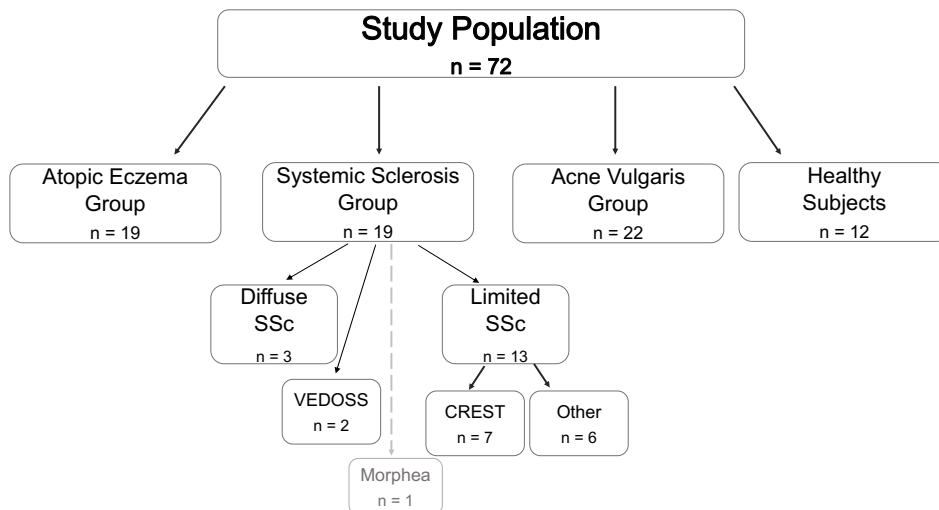 Study Population
n = 72
Atopic Eczema
Group
n = 19
Systemic Sclerosis
Group
n = 19
Acne Vulgaris
Group
n = 22
Healthy
Subjects
n = 12
Diffuse
SSc
n = 3
Limited
SSc
n = 13
VEDOSS
n = 2
CREST
n = 7
Other
n = 6
Morphea
n = 1